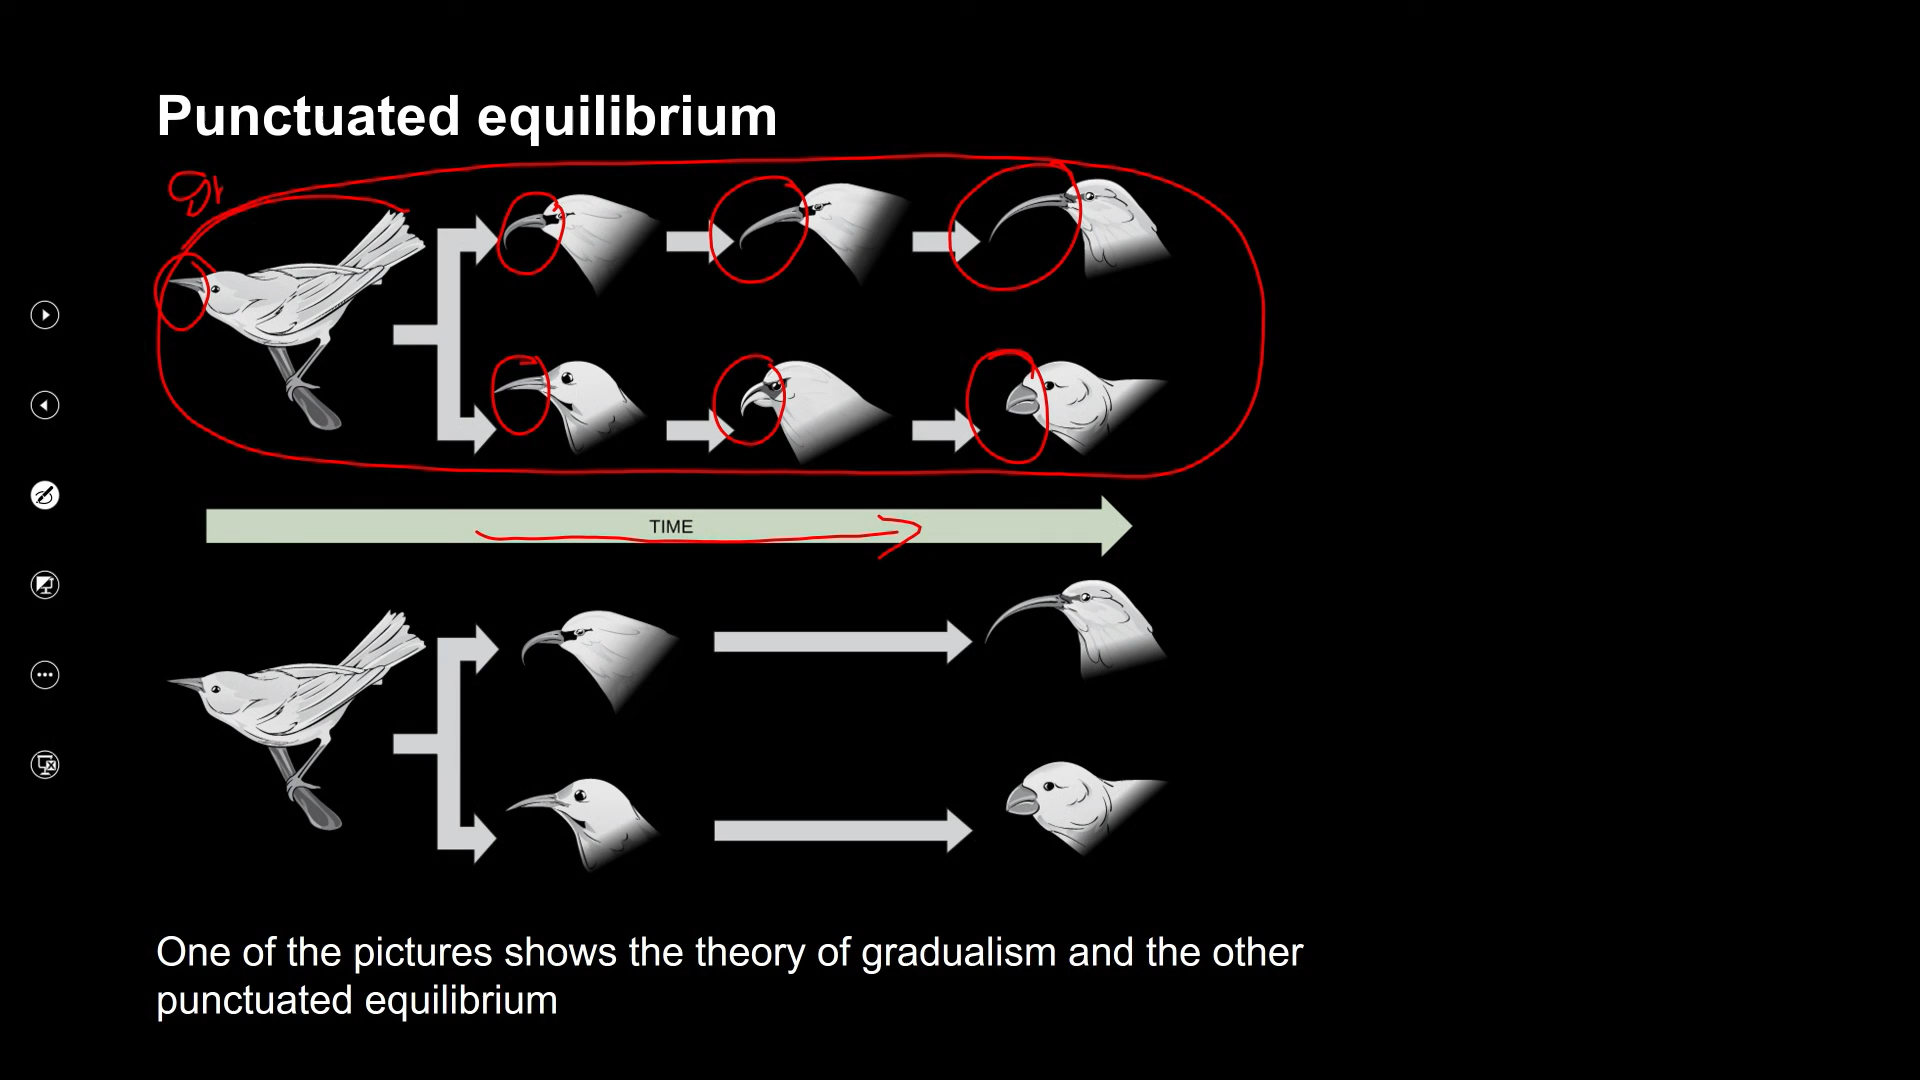 Punctuated equilibrium
TIME
One of the pictures shows the theory of gradualism and the other
punctuated equilibrium